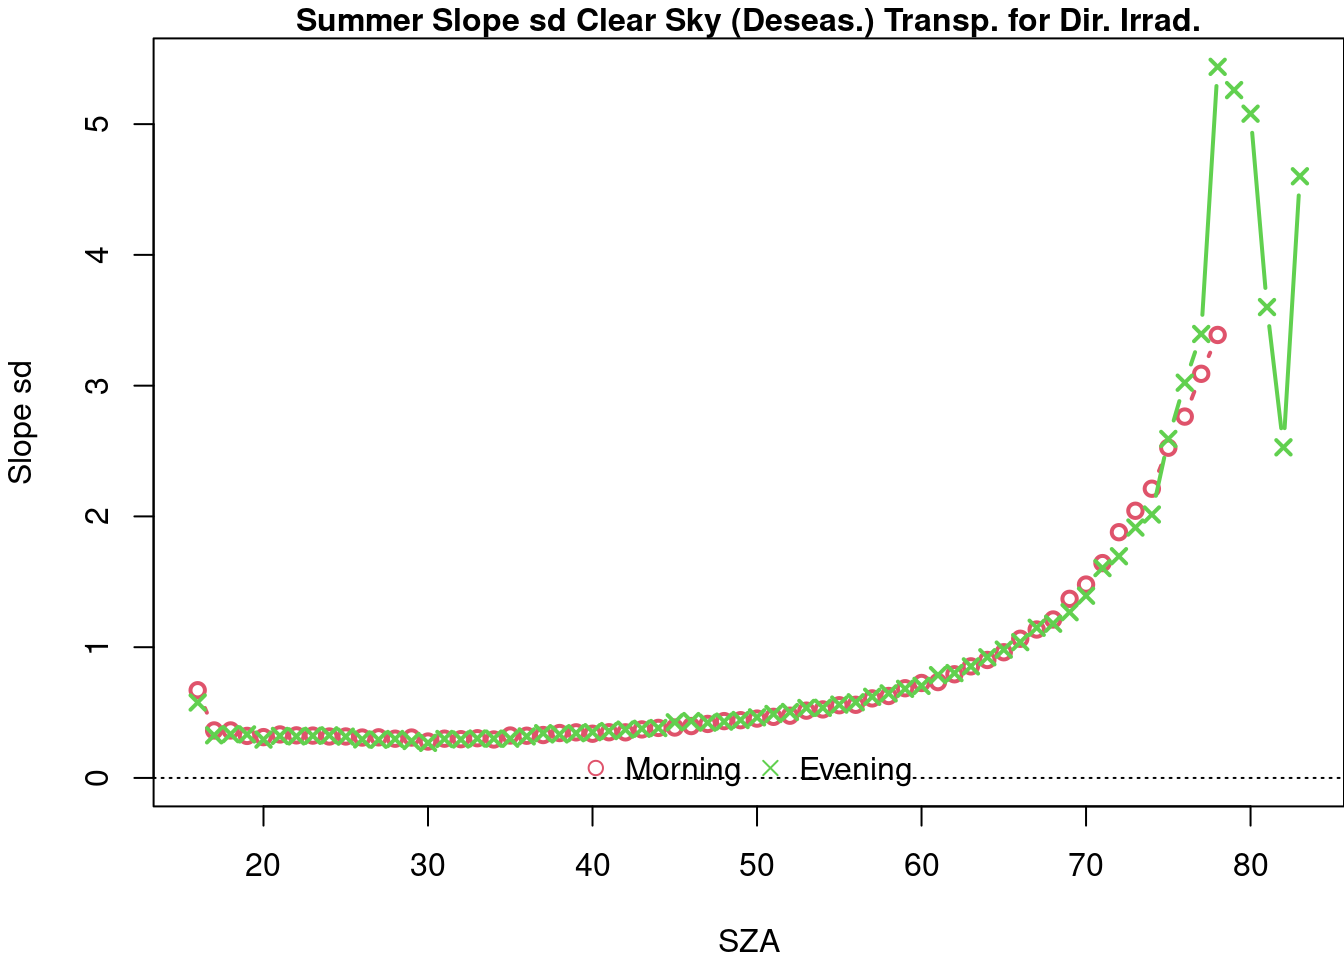 Summer Slope sd Clear Sky (Deseas.) Transp. for Dir. Irrad.
Slope sd
5
4
3
2
1
0
Morning Evening
20 30 40 50 60 70 80
SZA